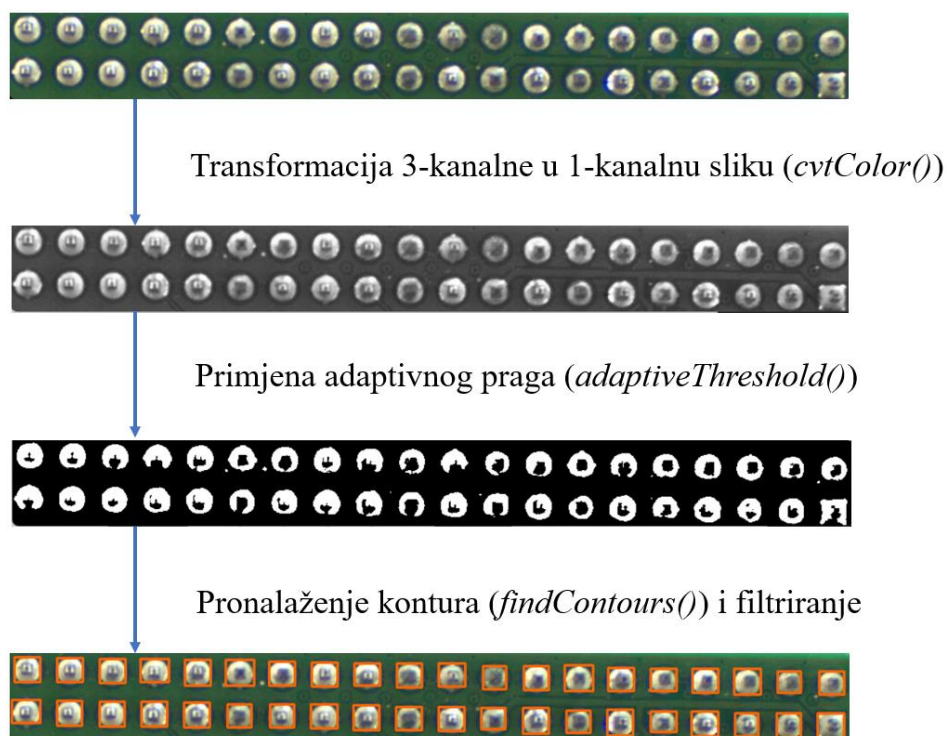 Transformacija 3-kanalne u 1-kanalnu sliku (cvtColor())
Primjena adaptivnog praga (adaptiveThreshold())
Pronalaženje kontura (findContours()) i filtriranje